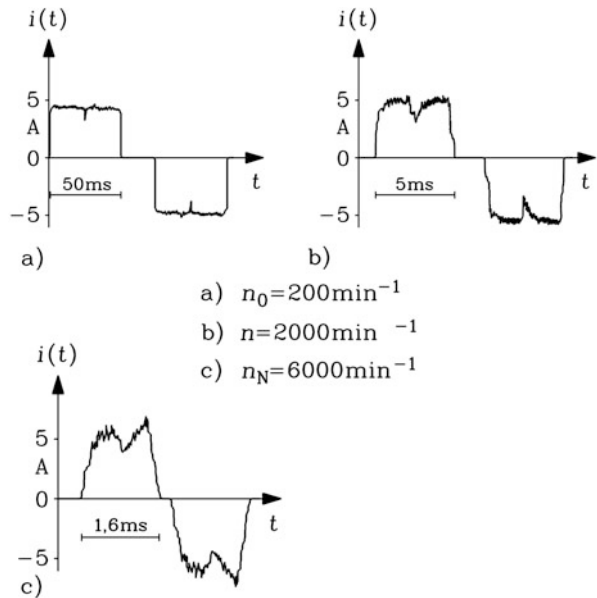 i(t)
5
A
0
-5
50ms
t
a)
i(t)
5
A
0
-5
5ms
t
b)
a) n₀=200min⁻¹
b) n=2000min ⁻¹
c) n_N=6000min⁻¹
i(t)
5
A
0
-5
1,6ms
t
c)